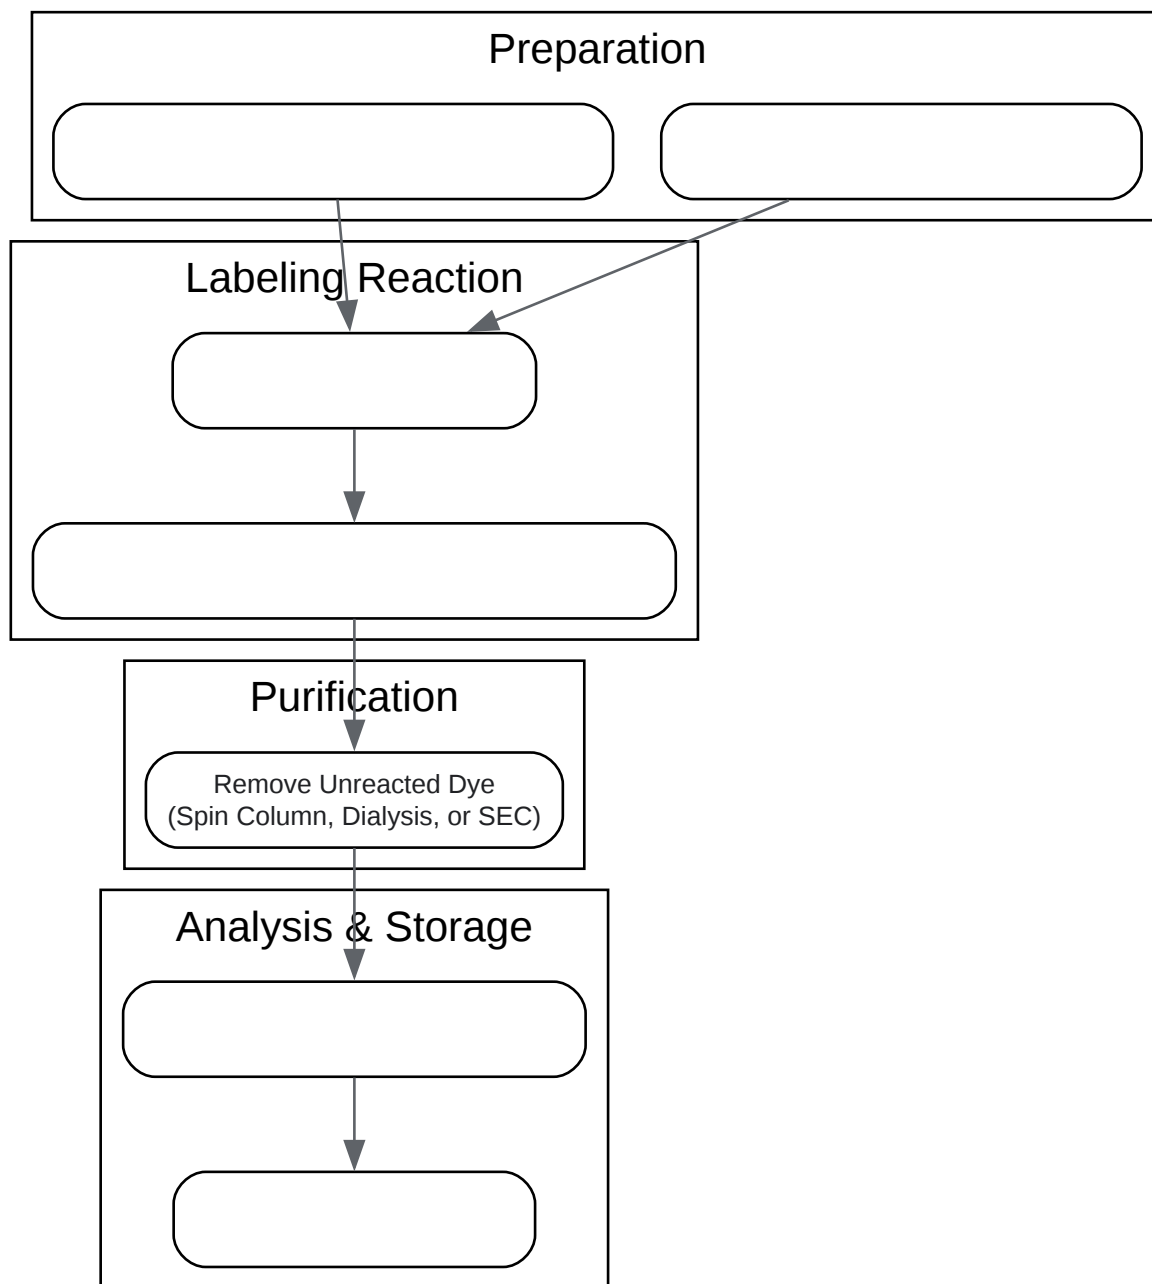 Preparation
Labeling Reaction
Purification
Remove Unreacted Dye
(Spin Column, Dialysis, or SEC)
Analysis & Storage